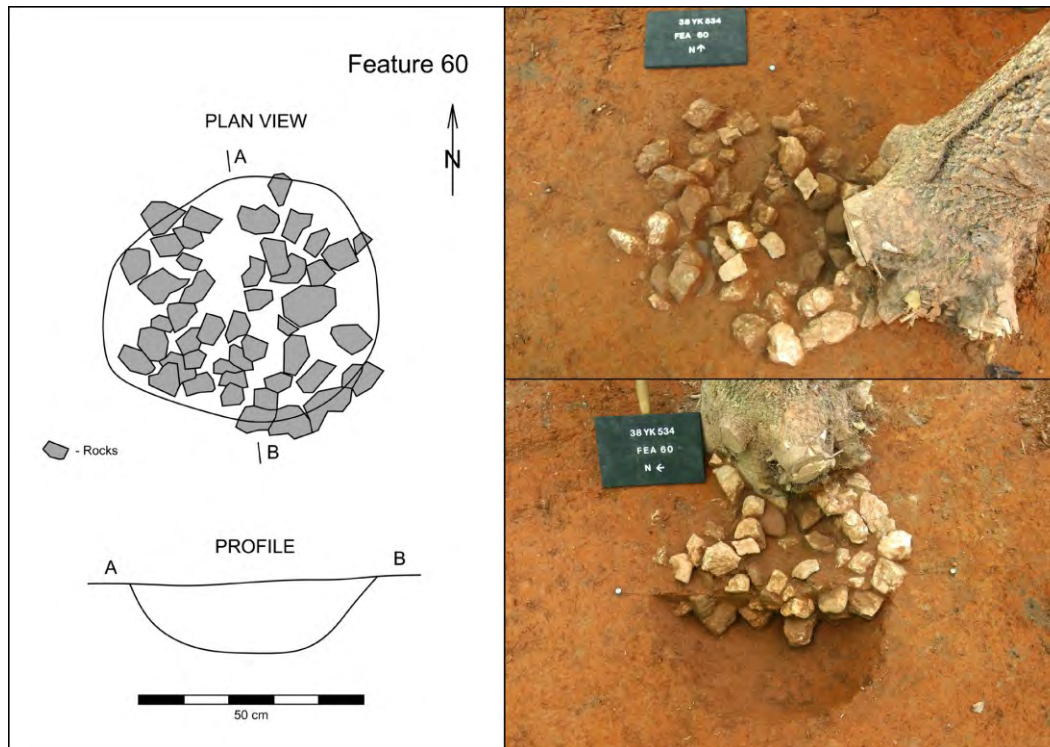 Feature 60
PLAN VIEW
A
N
B
- Rocks
PROFILE
A
B
50 cm
38 YK 534
FEA 60
N ↑
38 YK 534
FEA 60
N ←